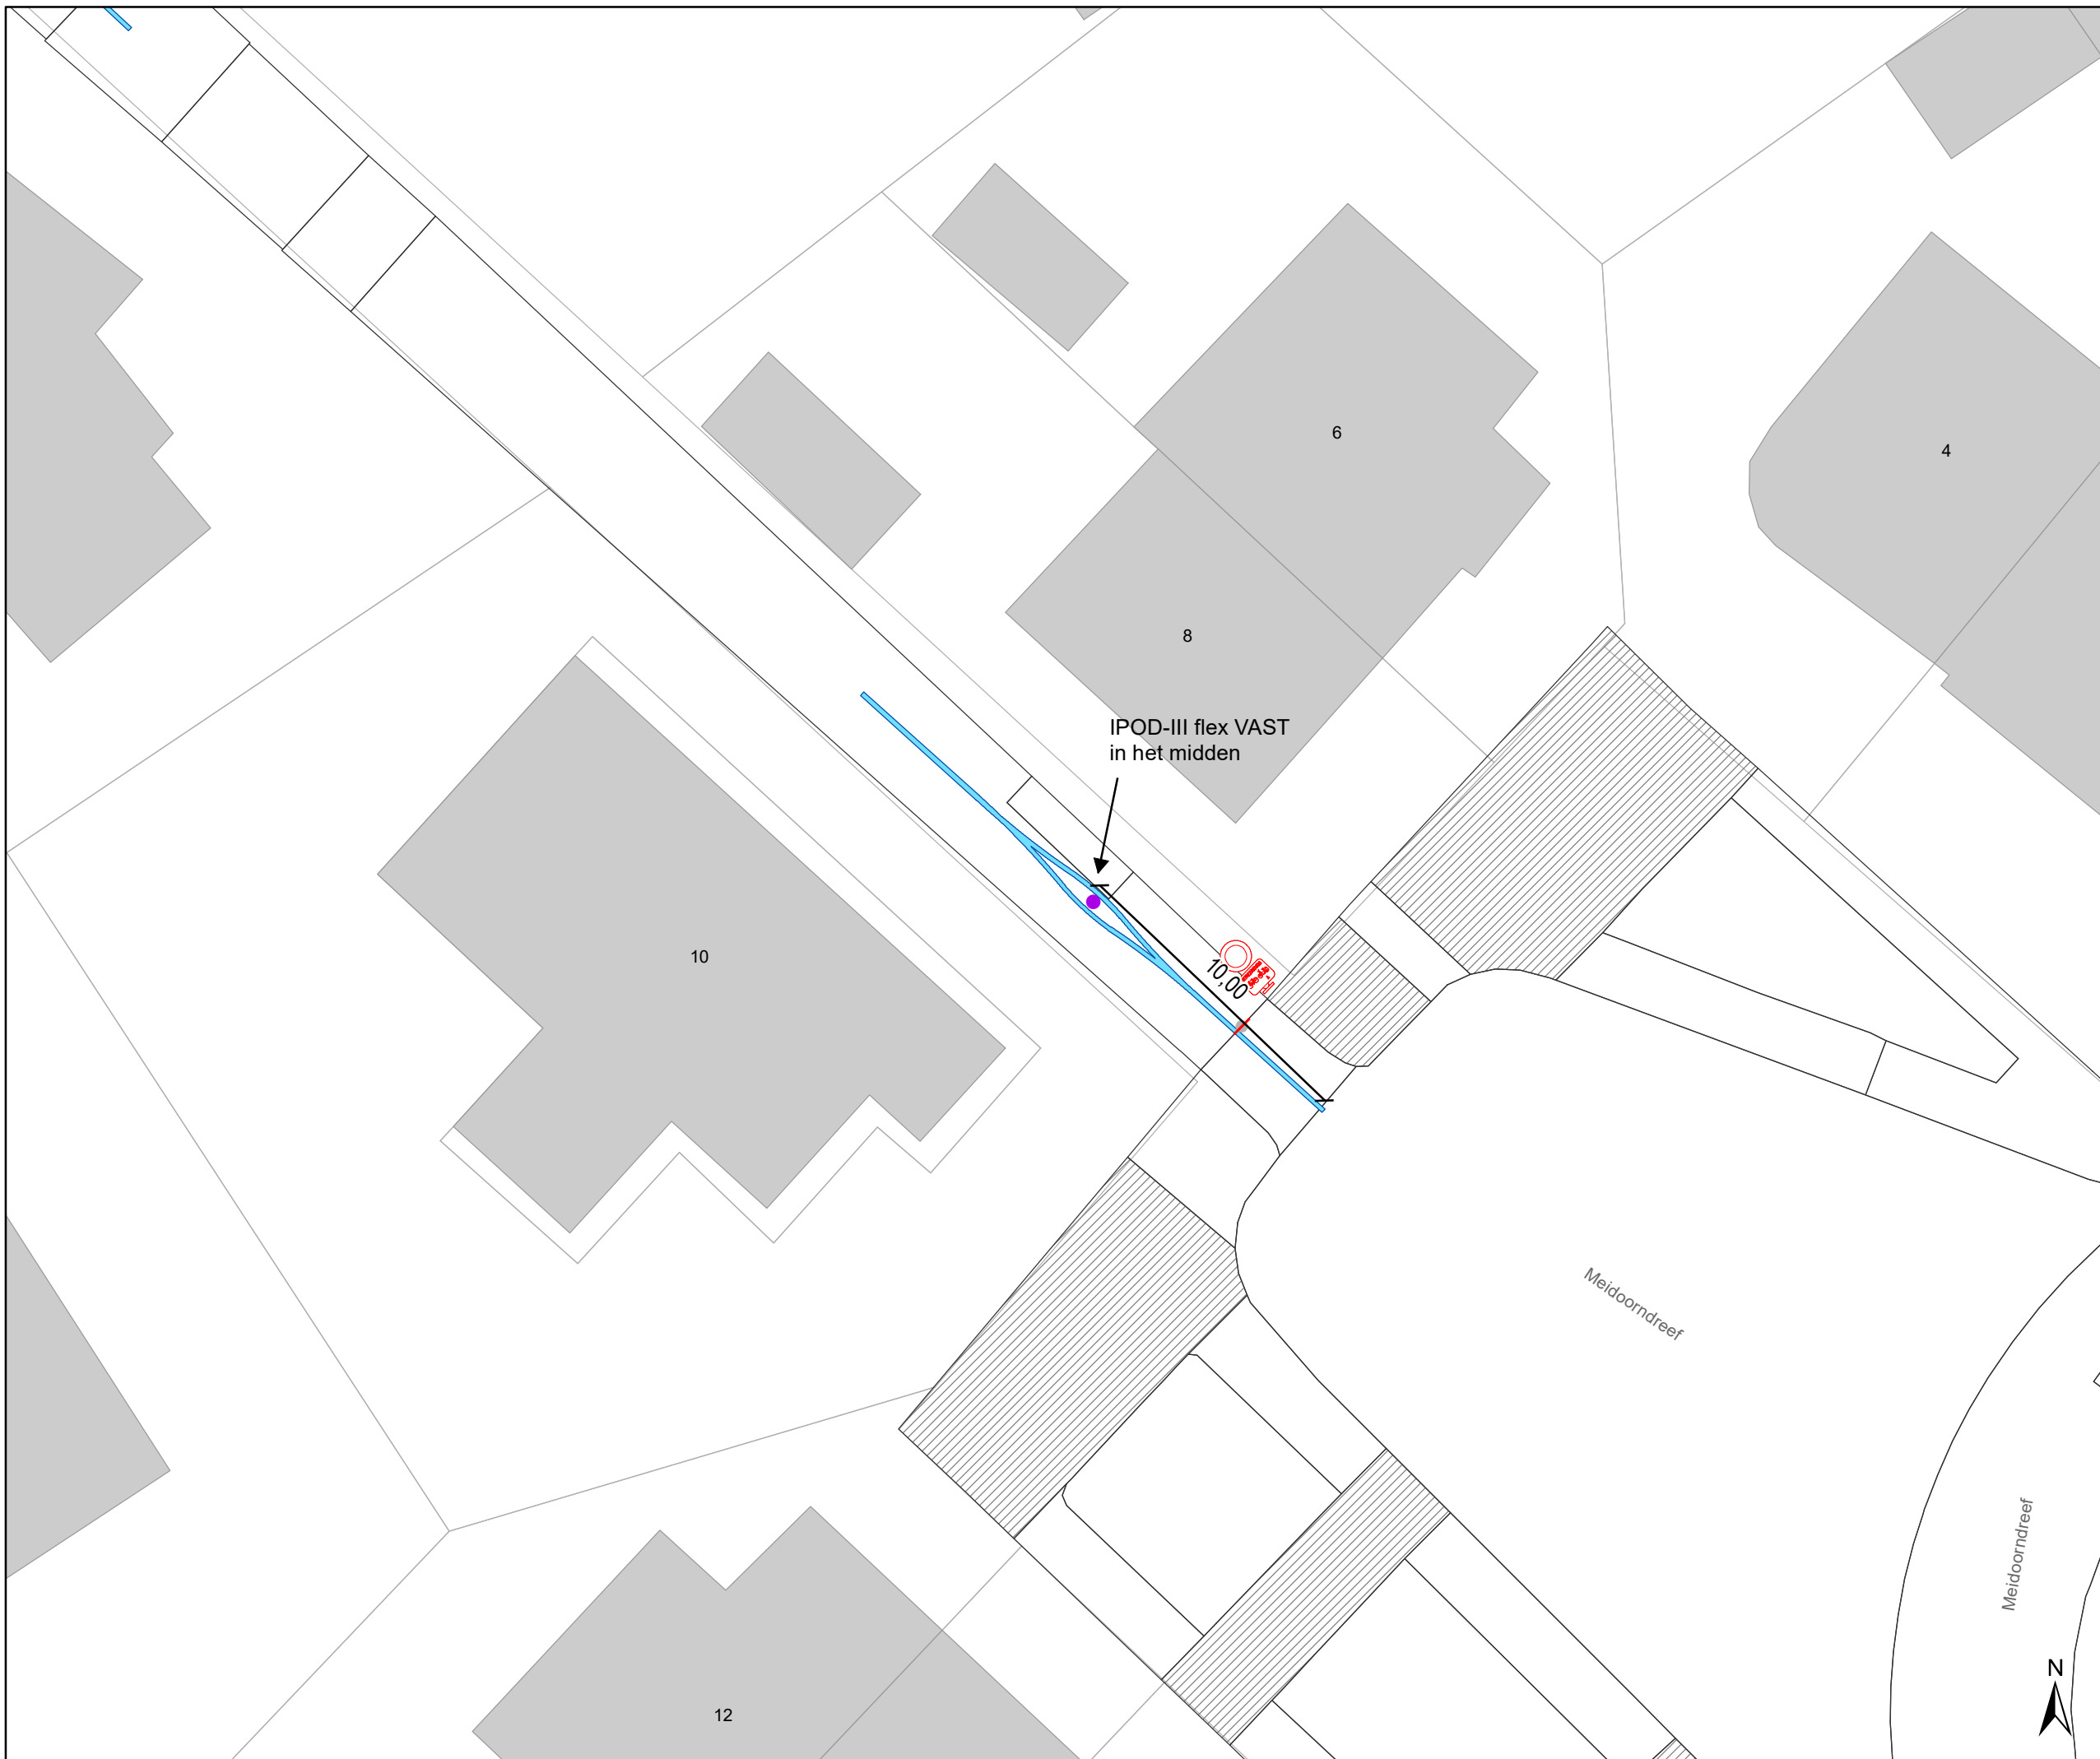 6
4
8
IPOD-III flex VAST
in het midden
10
10,00
Meidoorndreef
Meidoorndreef
N
12